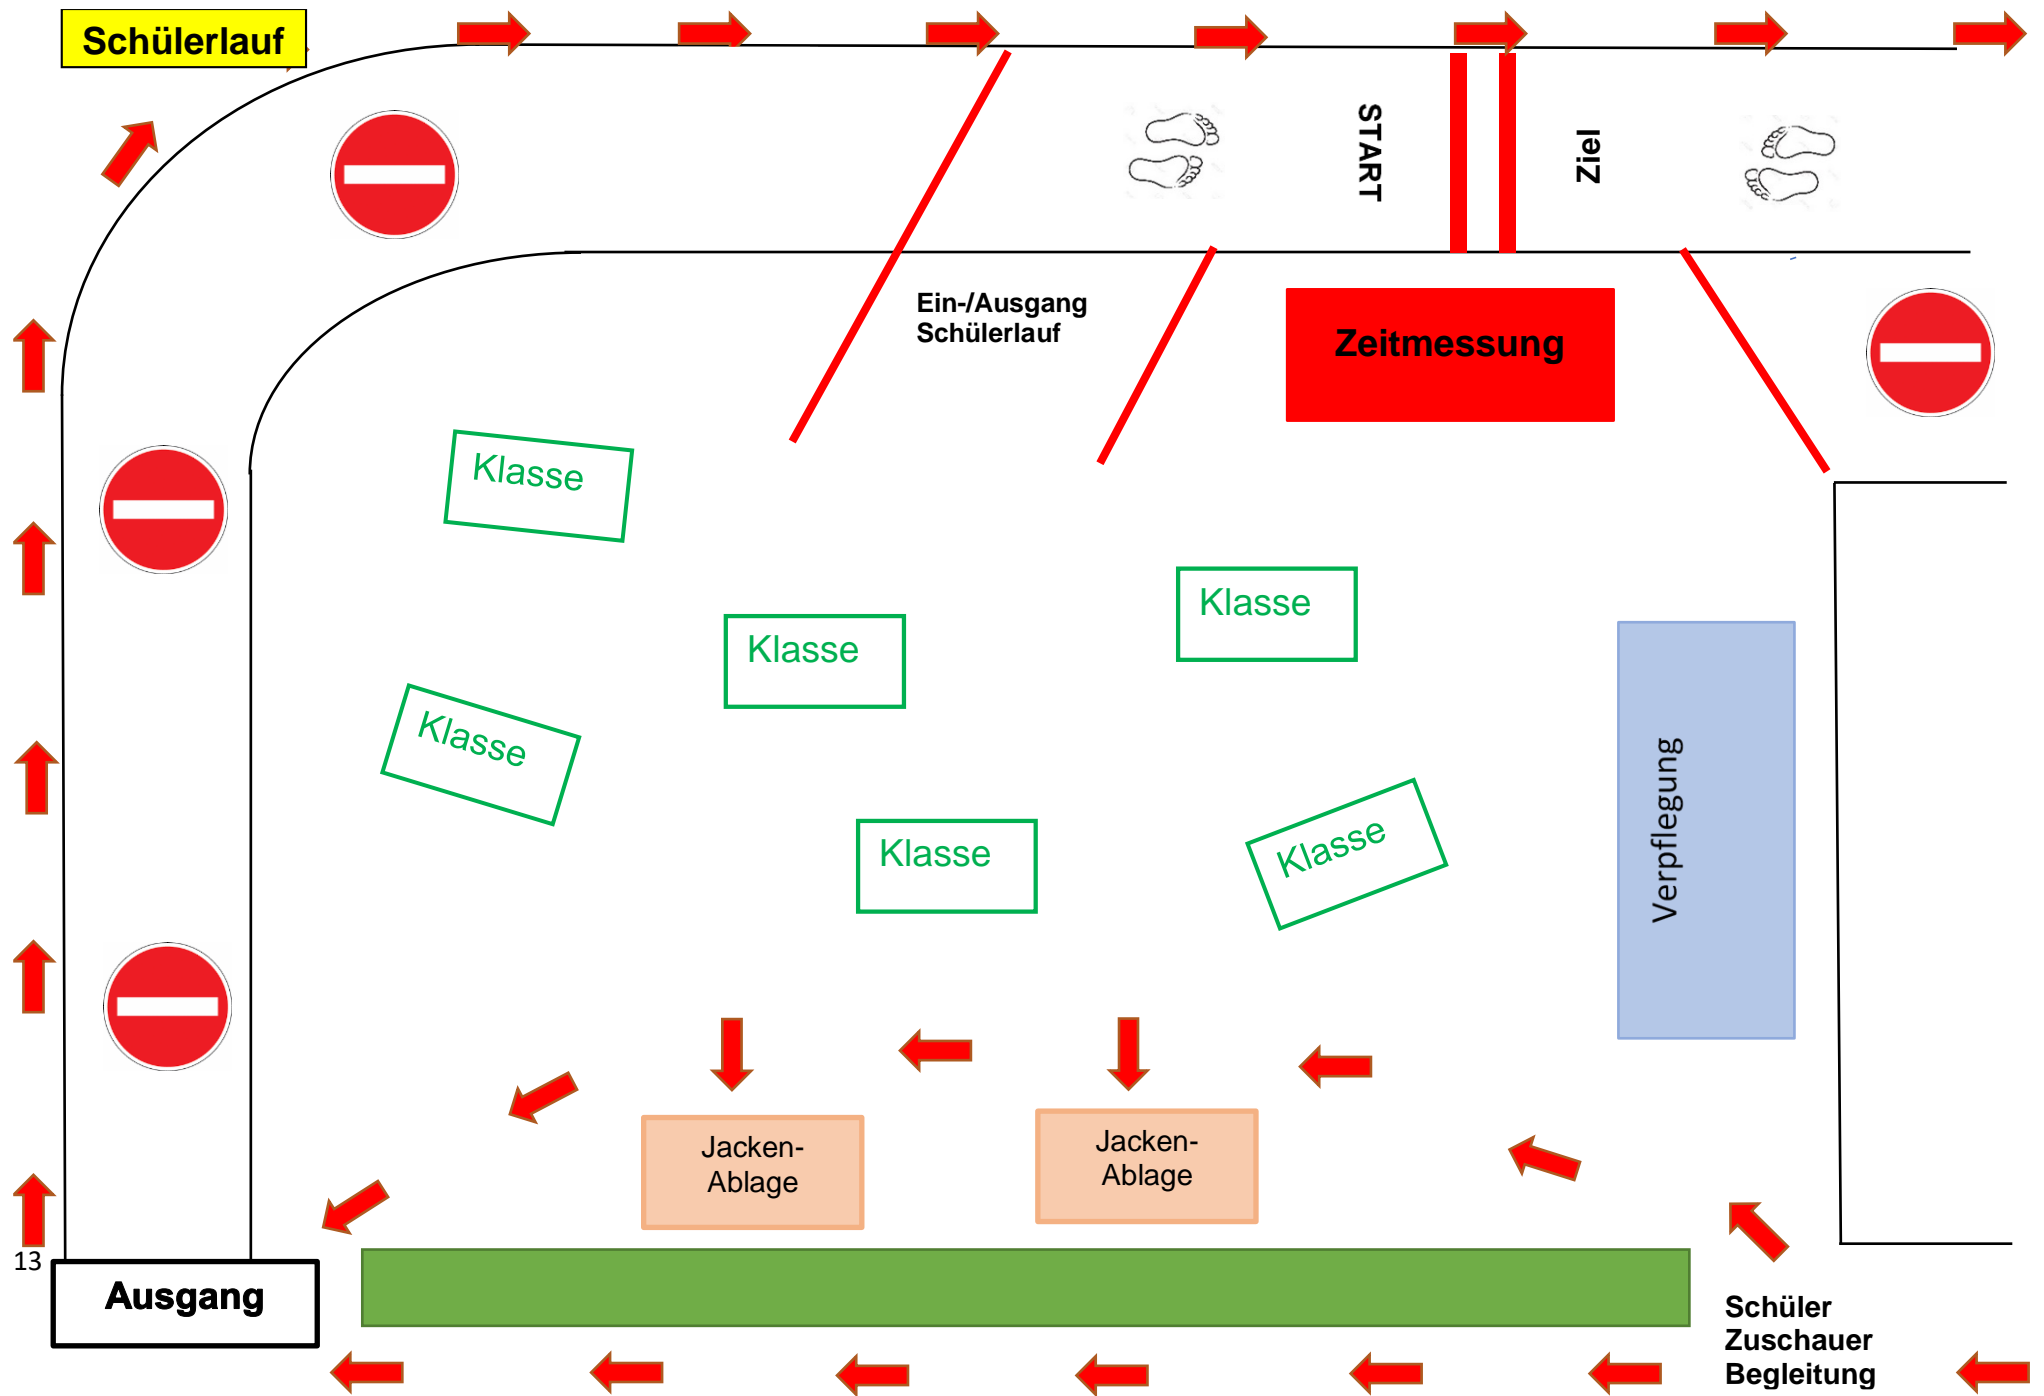 Schülerlauf
START
Ziel
Ein-/Ausgang
Schülerlauf
Zeitmessung
Klasse
Klasse
Klasse
Klasse
Klasse
Klasse
Verpflegung
Jacken-
Ablage
Jacken-
Ablage
13
Ausgang
Schüler
Zuschauer
Begleitung